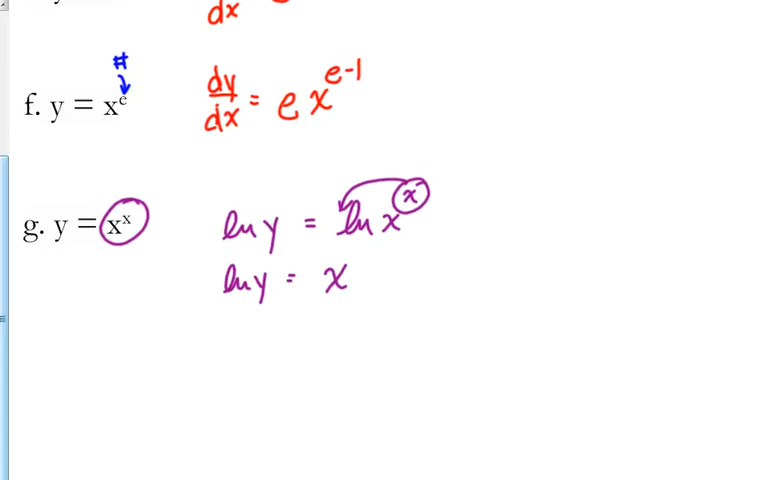 dx
#
f. y = xᵉ dy/dx = e x^(e-1)
g. y = xˣ ln y = ln xˣ
ln y = x